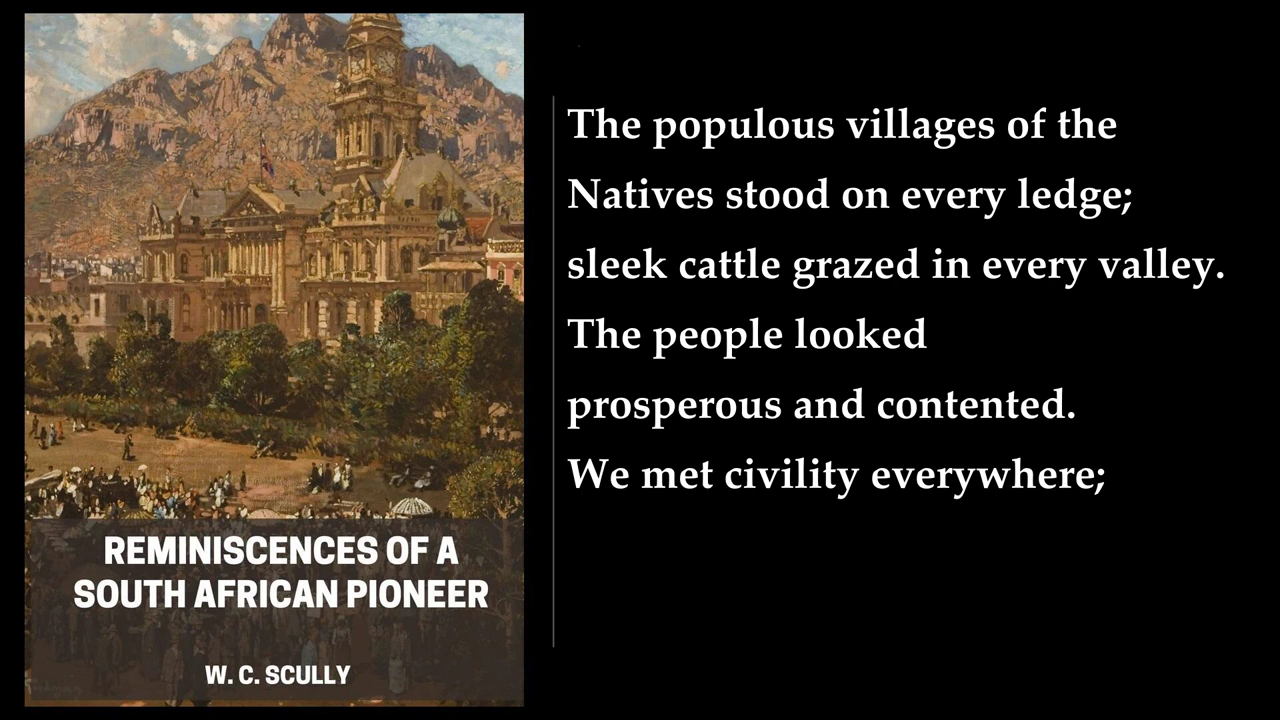 The populous villages of the
Natives stood on every ledge;
sleek cattle grazed in every valley.
The people looked
prosperous and contented.
We met civility everywhere;
REMINISCENCES OF A
SOUTH AFRICAN PIONEER
W. C. SCULLY